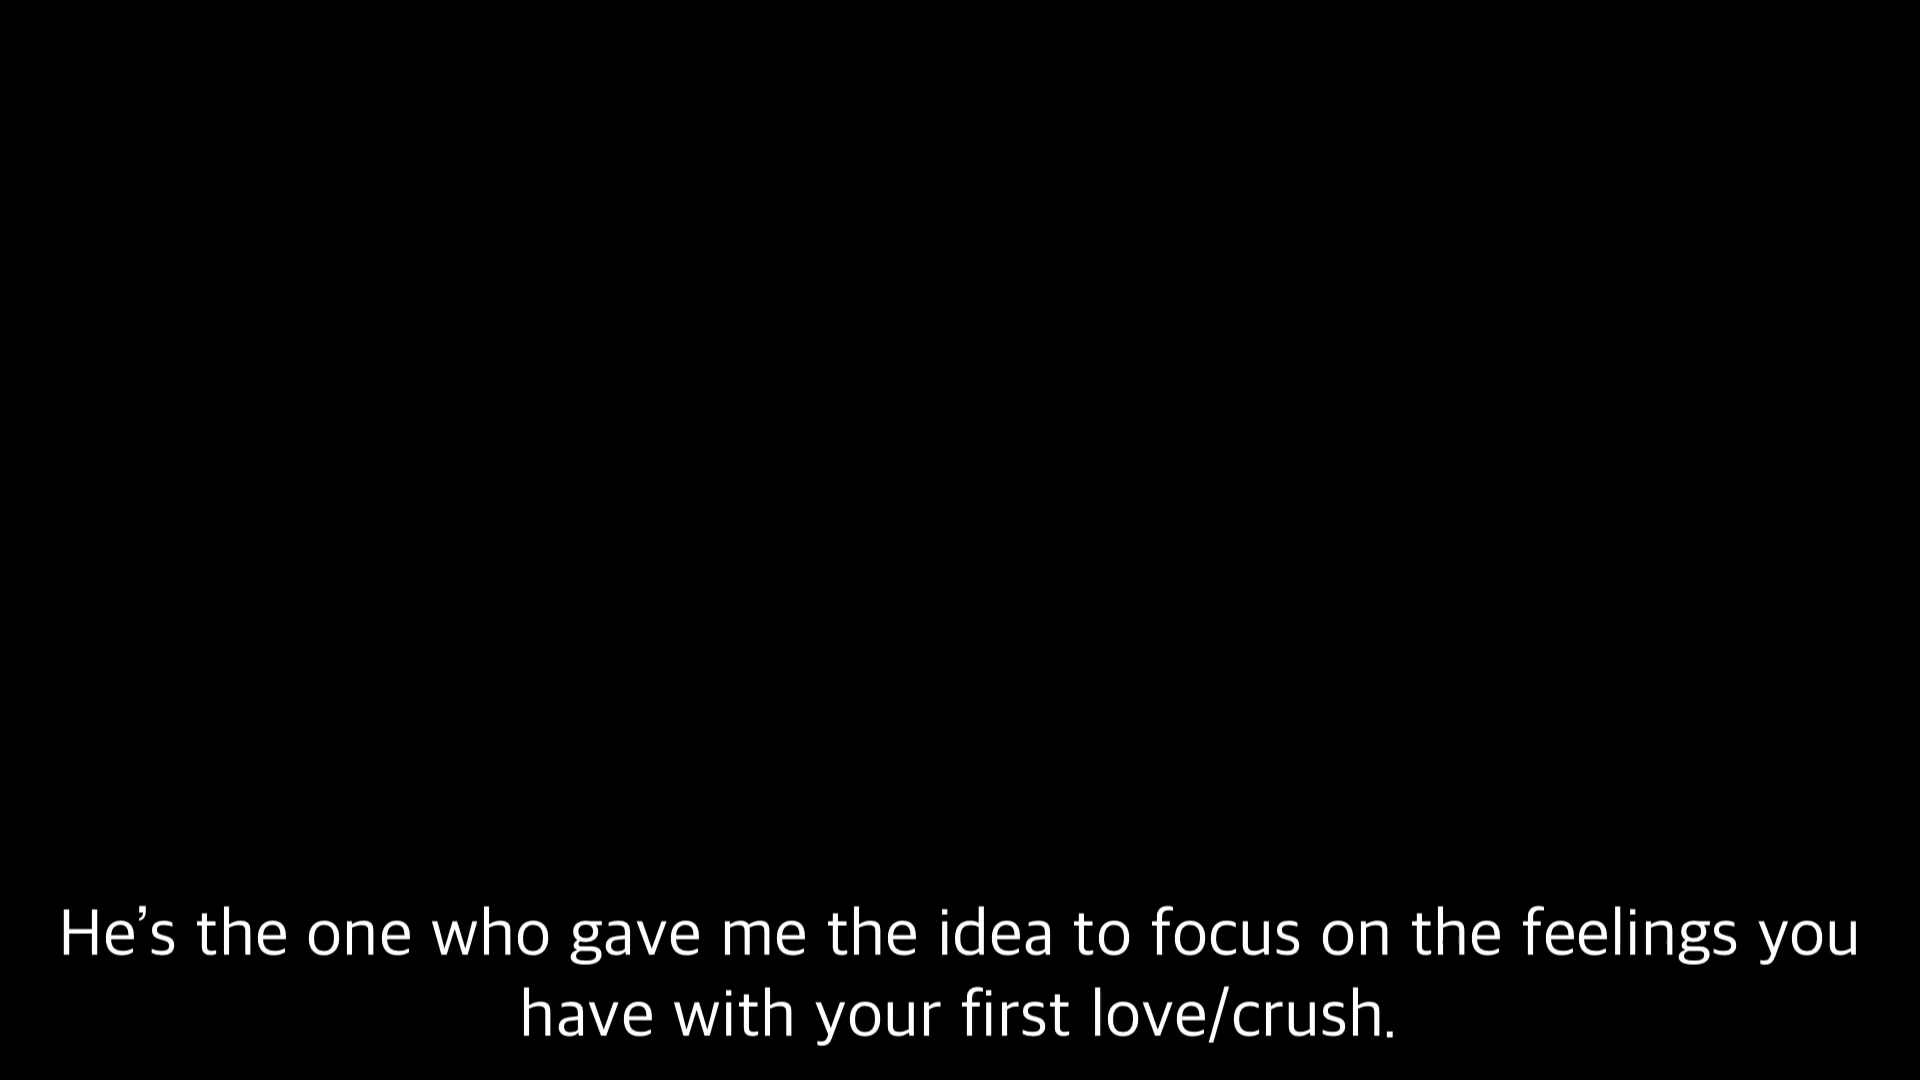 He’s the one who gave me the idea to focus on the feelings you
have with your first love/crush.